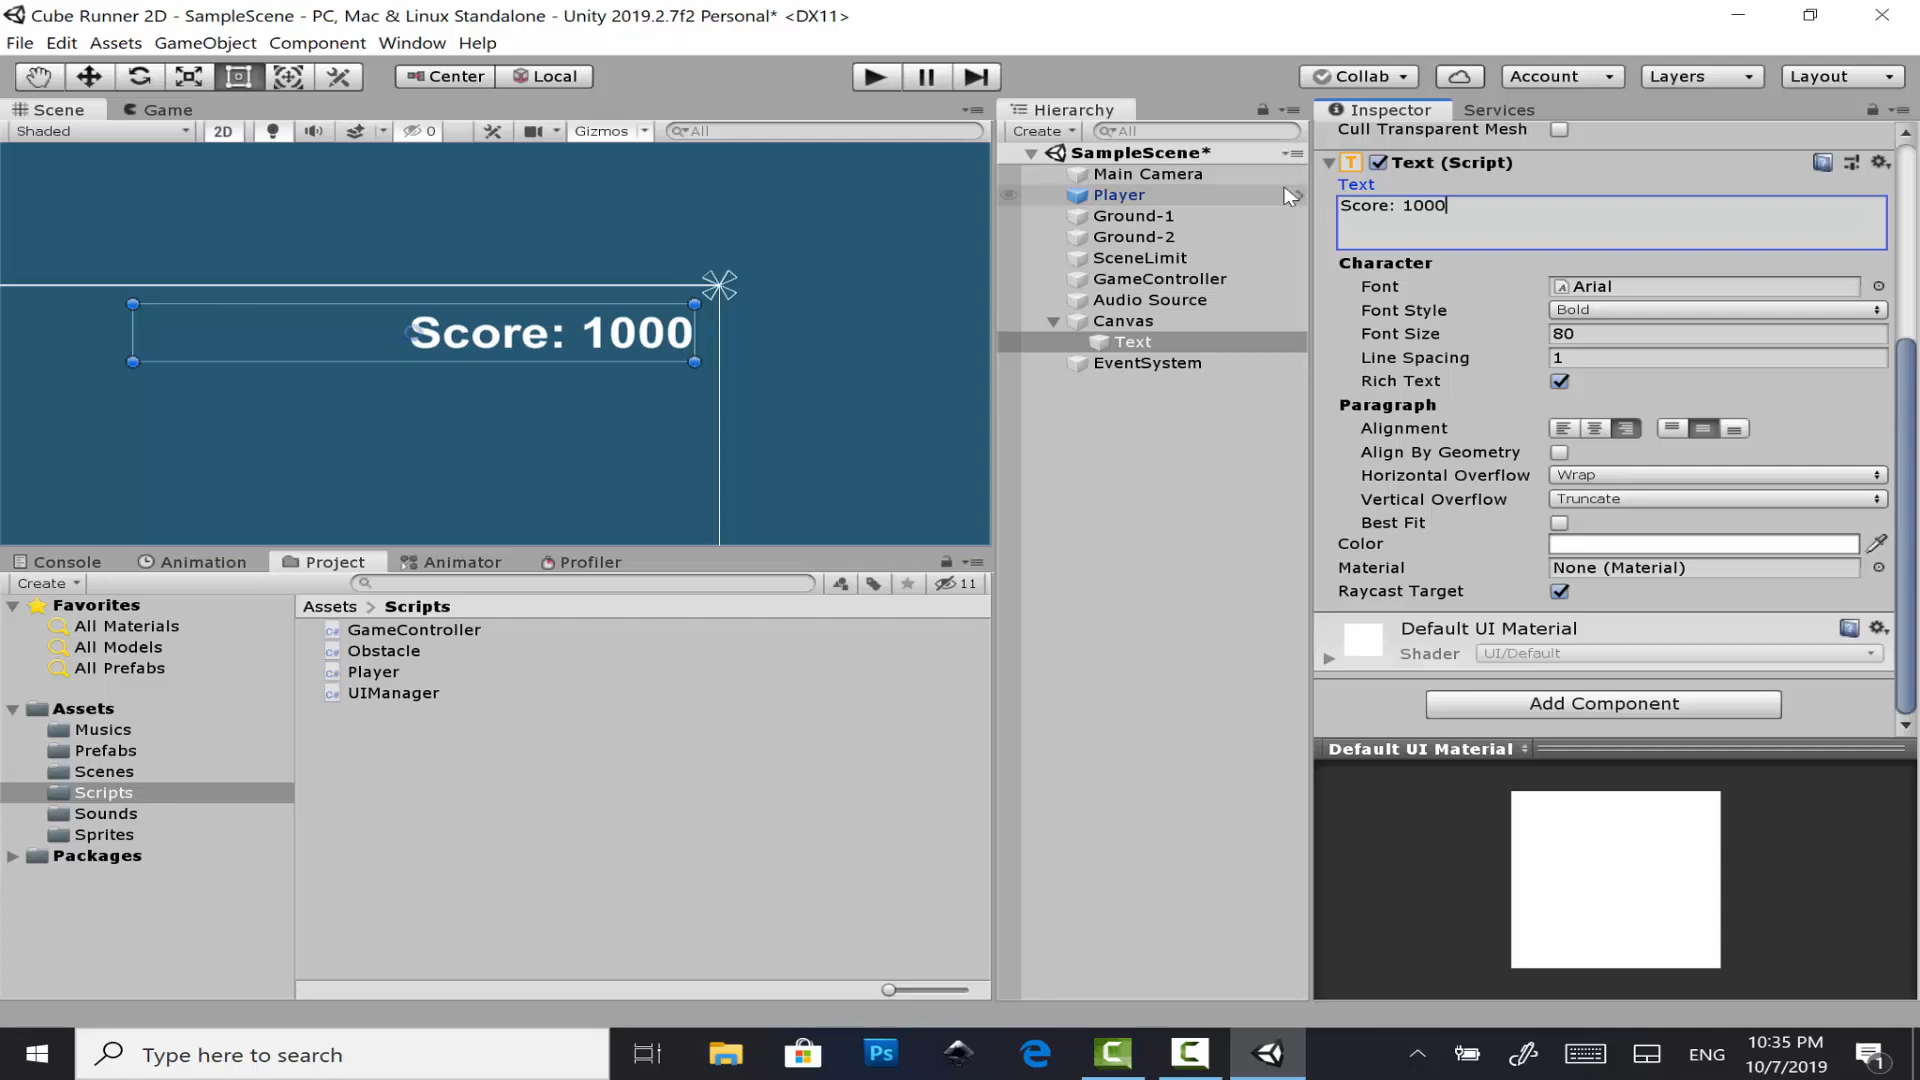 Cube Runner 2D - SampleScene - PC, Mac & Linux Standalone - Unity 2019.2.7f2 Personal* <DX11>
File Edit Assets GameObject Component Window Help
Center Local Collab Account Layers Layout
Scene Game
Shaded 2D 0 Gizmos All
Score: 1000
Hierarchy
Create All
SampleScene*
Main Camera
Player
Ground-1
Ground-2
SceneLimit
GameController
Audio Source
Canvas
Text
EventSystem
Inspector Services
Cull Transparent Mesh
Text (Script)
Text
Score: 1000
Character
Font Arial
Font Style Bold
Font Size 80
Line Spacing 1
Rich Text
Paragraph
Alignment
Align By Geometry
Horizontal Overflow Wrap
Vertical Overflow Truncate
Best Fit
Color
Material None (Material)
Raycast Target
Default UI Material
Shader UI/Default
Add Component
Default UI Material
Console Animation Project Animator Profiler
Create 11
Favorites
All Materials
All Models
All Prefabs
Assets
Musics
Prefabs
Scenes
Scripts
Sounds
Sprites
Packages
Assets > Scripts
GameController
Obstacle
Player
UIManager
Type here to search
Ps
ENG
10:35 PM
10/7/2019
1